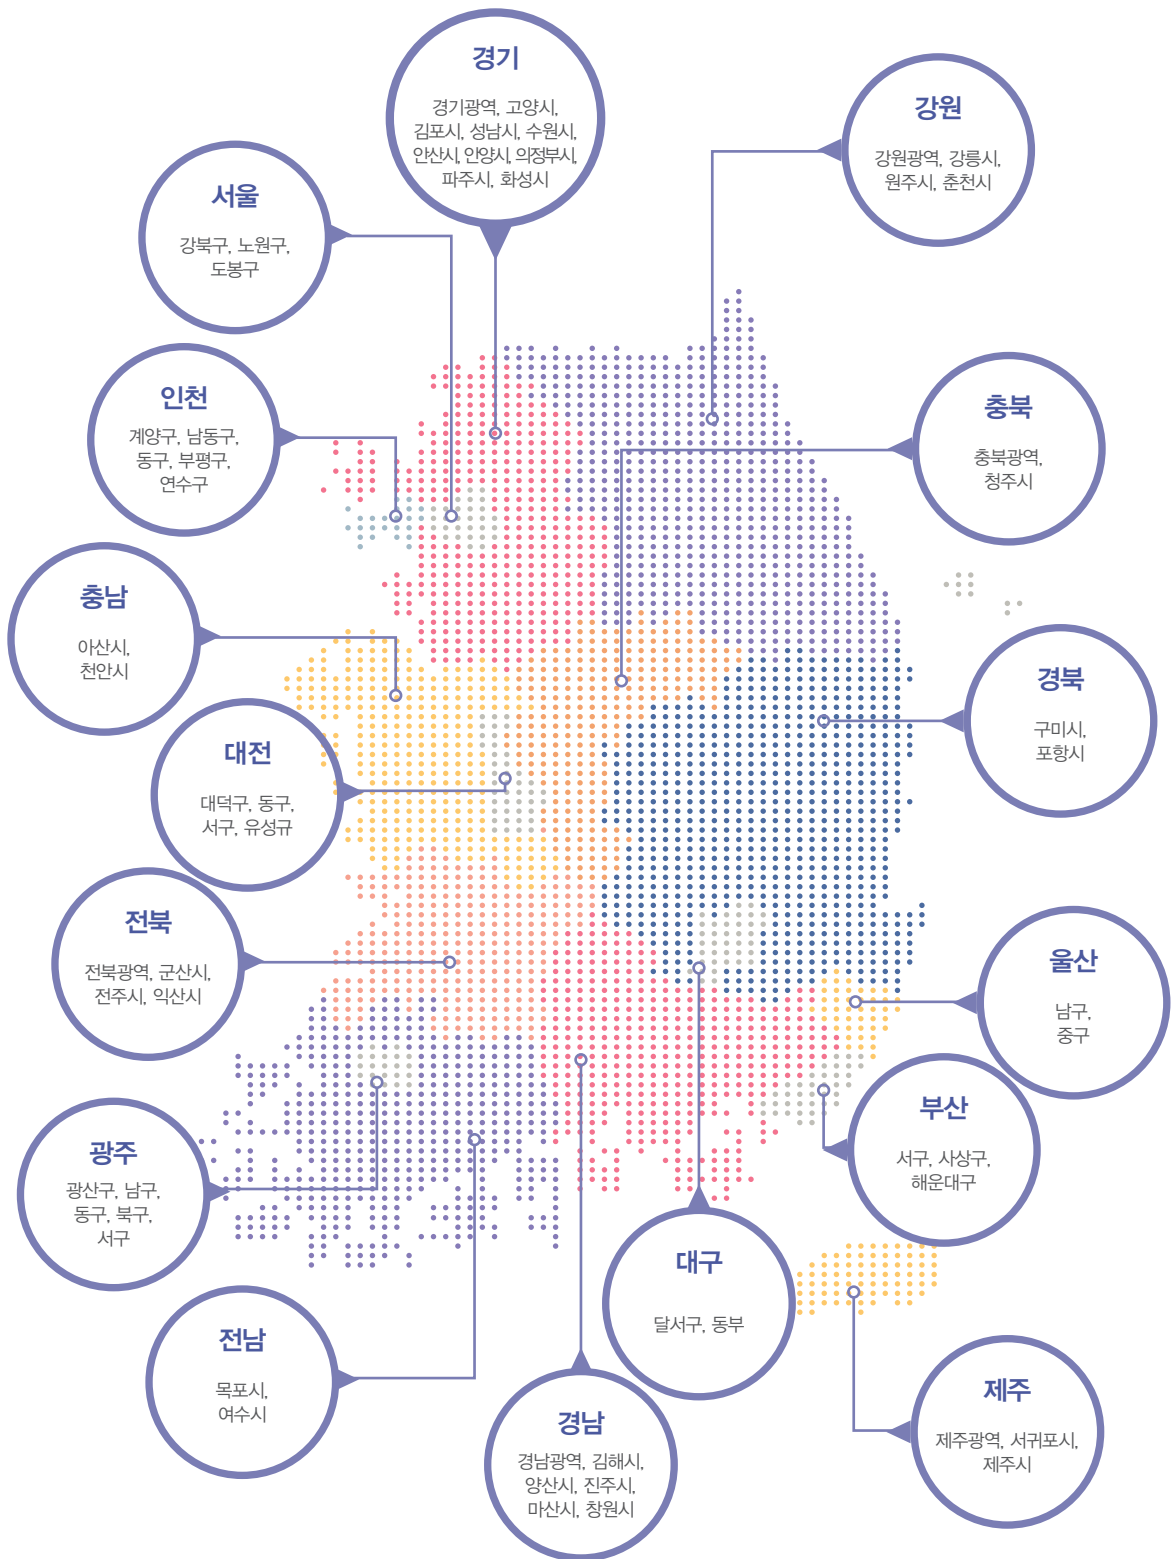 경기
경기광역, 고양시,
김포시, 성남시, 수원시,
안산시, 안양시, 의정부시,
파주시, 화성시
강원
강원광역, 강릉시,
원주시, 춘천시
서울
강북구, 노원구,
도봉구
인천
계양구, 남동구,
동구, 부평구,
연수구
충북
충북광역,
청주시
충남
아산시,
천안시
경북
구미시,
포항시
대전
대덕구, 동구,
서구, 유성규
전북
전북광역, 군산시,
전주시, 익산시
울산
남구,
중구
부산
서구, 사상구,
해운대구
광주
광산구, 남구,
동구, 북구,
서구
대구
달서구, 동부
전남
목포시,
여수시
경남
경남광역, 김해시,
양산시, 진주시,
마산시, 창원시
제주
제주광역, 서귀포시,
제주시